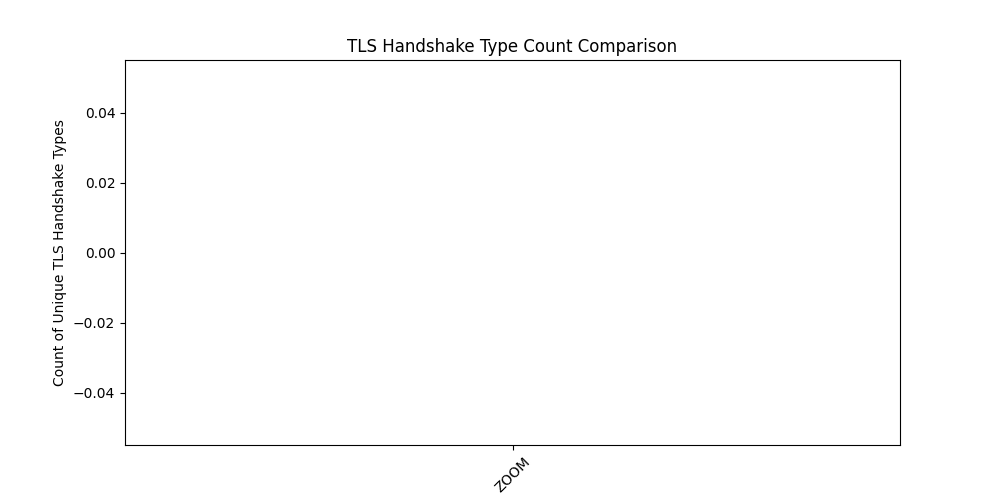 TLS Handshake Type Count Comparison
Count of Unique TLS Handshake Types
0.04
0.02
0.00
−0.02
−0.04
ZOOM